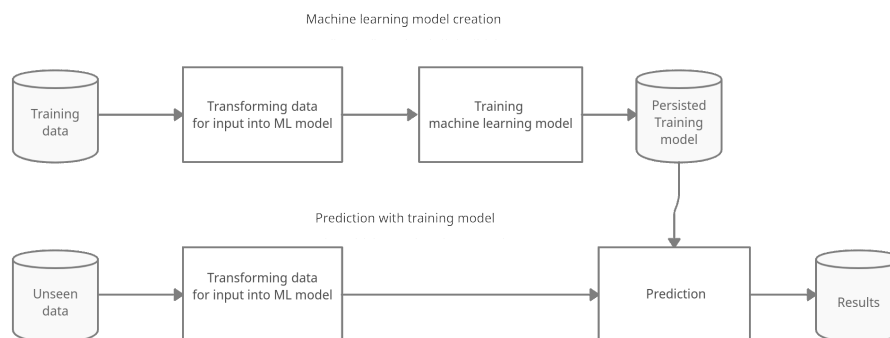 Machine learning model creation
Training
data
Transforming data
for input into ML model
Training
machine learning model
Persisted
Training
model
Prediction with training model
Unseen
data
Transforming data
for input into ML model
Prediction
Results